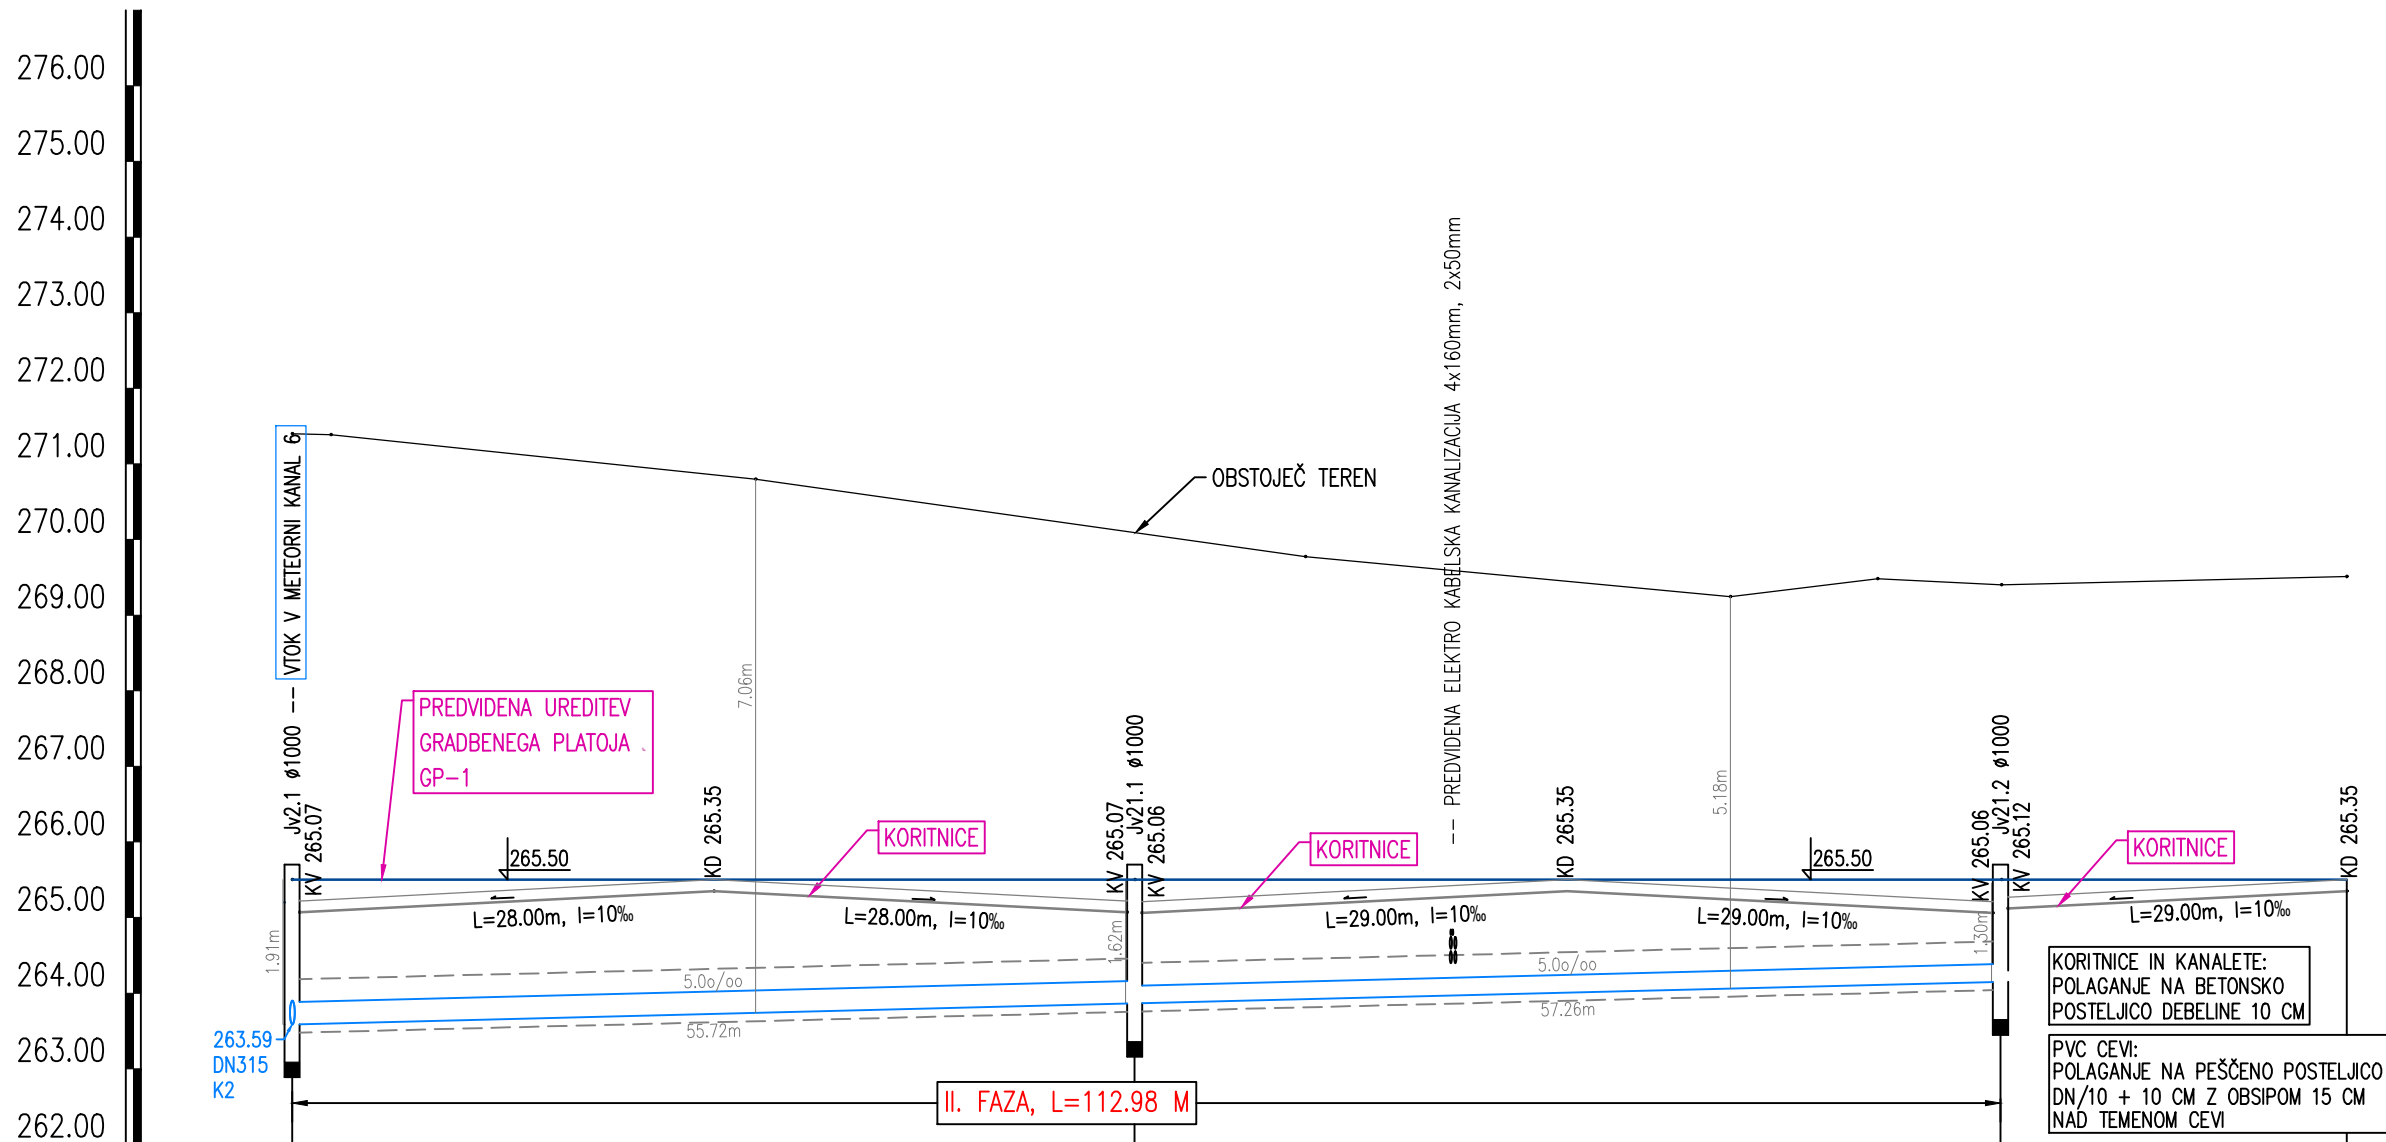 276.00
275.00
274.00
273.00
272.00
271.00
270.00
269.00
268.00
267.00
266.00
265.00
264.00
263.00
262.00
Jv2.1 ø1000 -- VTOK V METEORNI KANAL 6
KV 265.07
PREDVIDENA UREDITEV
GRADBENEGA PLATOJA
GP-1
265.50
KD 265.35
7.06m
KORITNICE
L=28.00m, I=10‰
L=28.00m, I=10‰
1.91m
5.0o/oo
55.72m
263.59
DN315
K2
OBSTOJEČ TEREN
KV 265.07
Jv21.1 ø1000
KV 265.06
1.62m
-- PREDVIDENA ELEKTRO KABELSKA KANALIZACIJA 4x160mm, 2x50mm
KORITNICE
KD 265.35
5.18m
265.50
L=29.00m, I=10‰
L=29.00m, I=10‰
5.0o/oo
57.26m
KV 265.06
Jv21.2 ø1000
KV 265.12
1.30m
KORITNICE
KD 265.35
L=29.00m, I=10‰
II. FAZA, L=112.98 M
KORITNICE IN KANALETE:
POLAGANJE NA BETONSKO
POSTELJICO DEBELINE 10 CM
PVC CEVI:
POLAGANJE NA PEŠČENO POSTELJICO
DN/10 + 10 CM Z OBSIPOM 15 CM
NAD TEMENOM CEVI